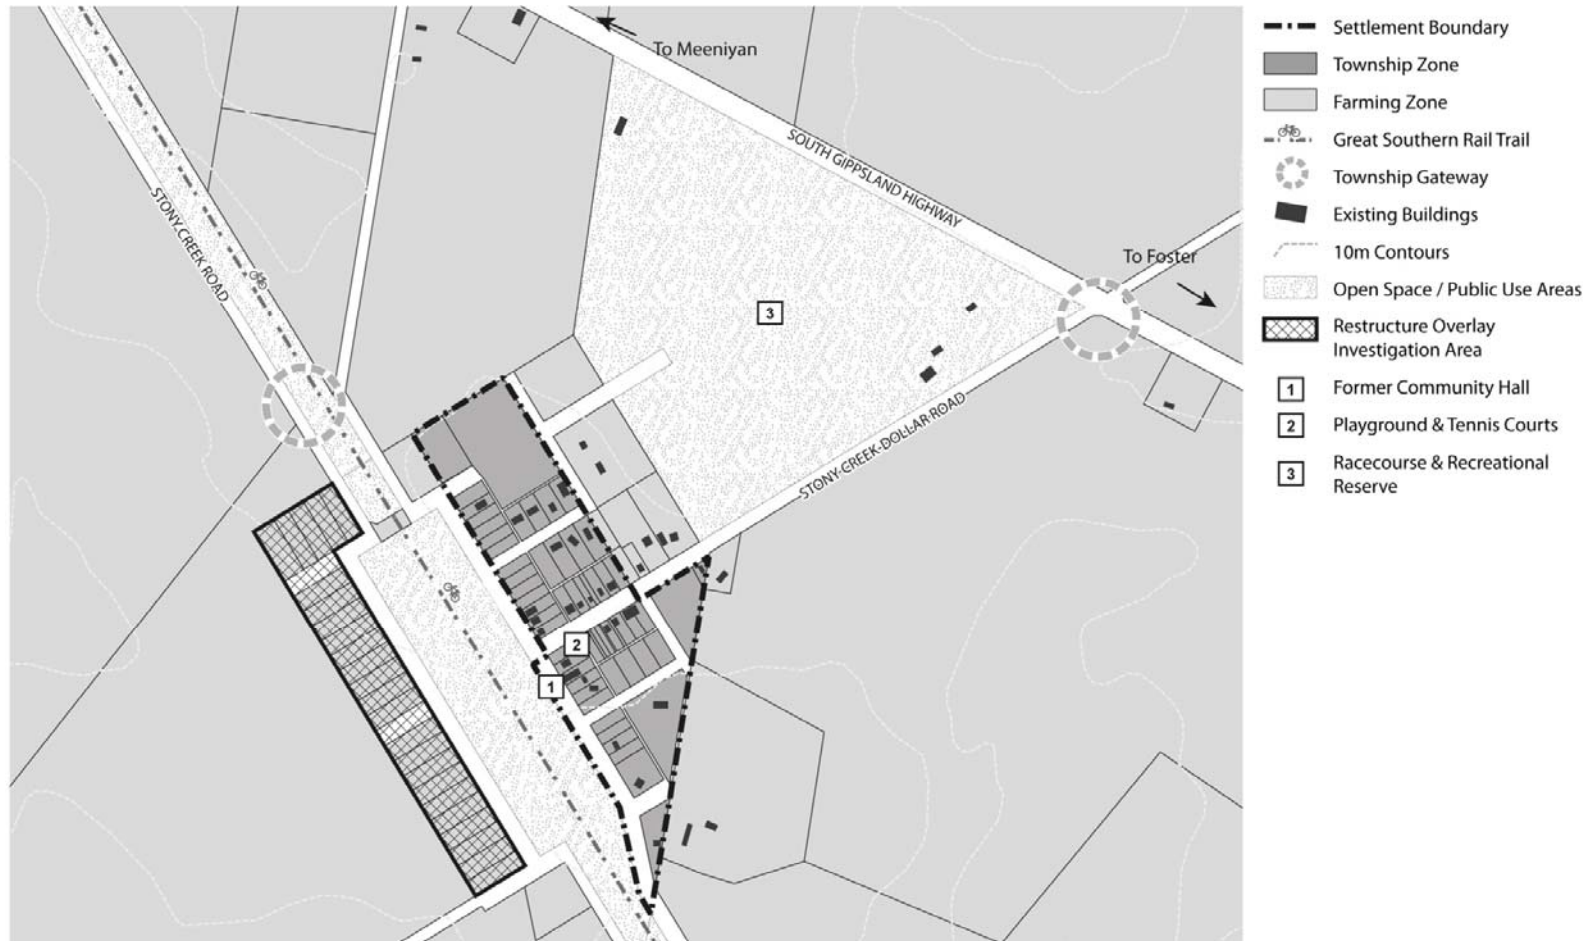 To Meeniyan
SOUTH GIPPSLAND HIGHWAY
To Foster
STONY CREEK ROAD
3
STONY CREEK-DOLLAR ROAD
2
1
Settlement Boundary
Township Zone
Farming Zone
Great Southern Rail Trail
Township Gateway
Existing Buildings
10m Contours
Open Space / Public Use Areas
Restructure Overlay
Investigation Area
1 Former Community Hall
2 Playground & Tennis Courts
3 Racecourse & Recreational
Reserve